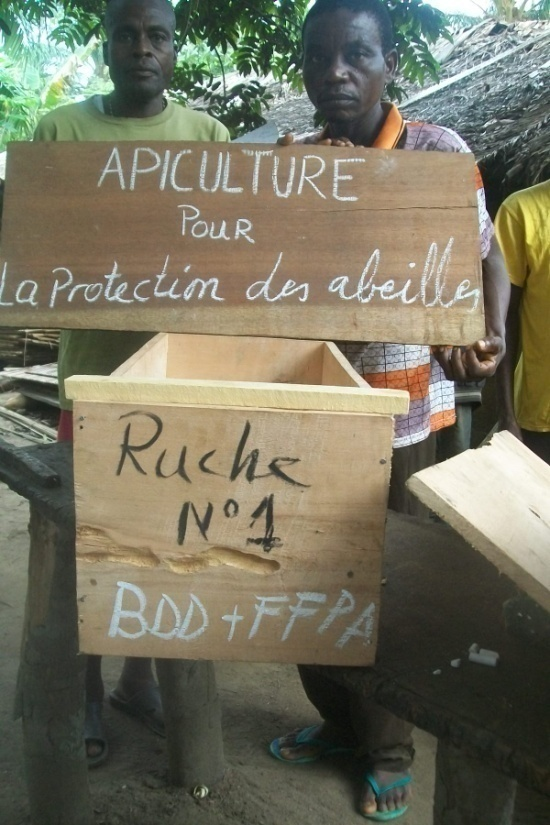 APICULTURE
Pour
La Protection des abeilles
Ruche
N° 1
BDD + FFPA